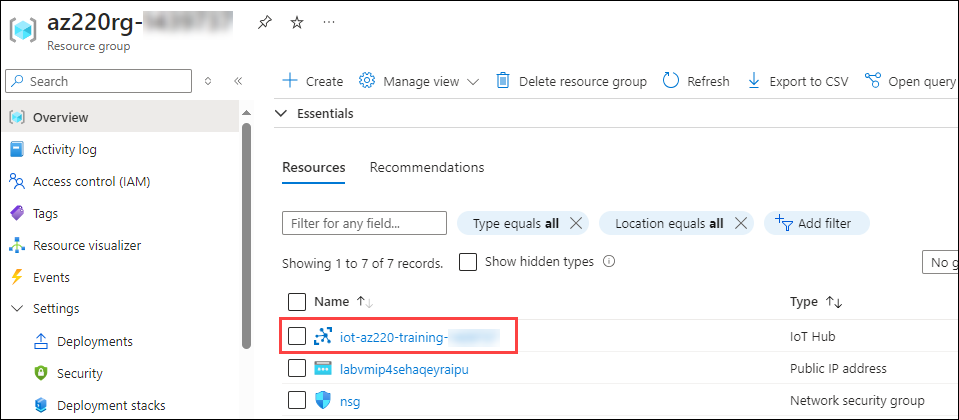 az220rg-
Resource group
Search
Create Manage view Delete resource group Refresh Export to CSV Open query
Essentials
Overview
Activity log
Access control (IAM)
Tags
Resource visualizer
Events
Settings
Deployments
Security
Deployment stacks
Resources Recommendations
Filter for any field... Type equals all Location equals all Add filter
Showing 1 to 7 of 7 records. Show hidden types No g
Name Type
iot-az220-training- IoT Hub
labvmip4sehaqeyraipu Public IP address
nsg Network security group